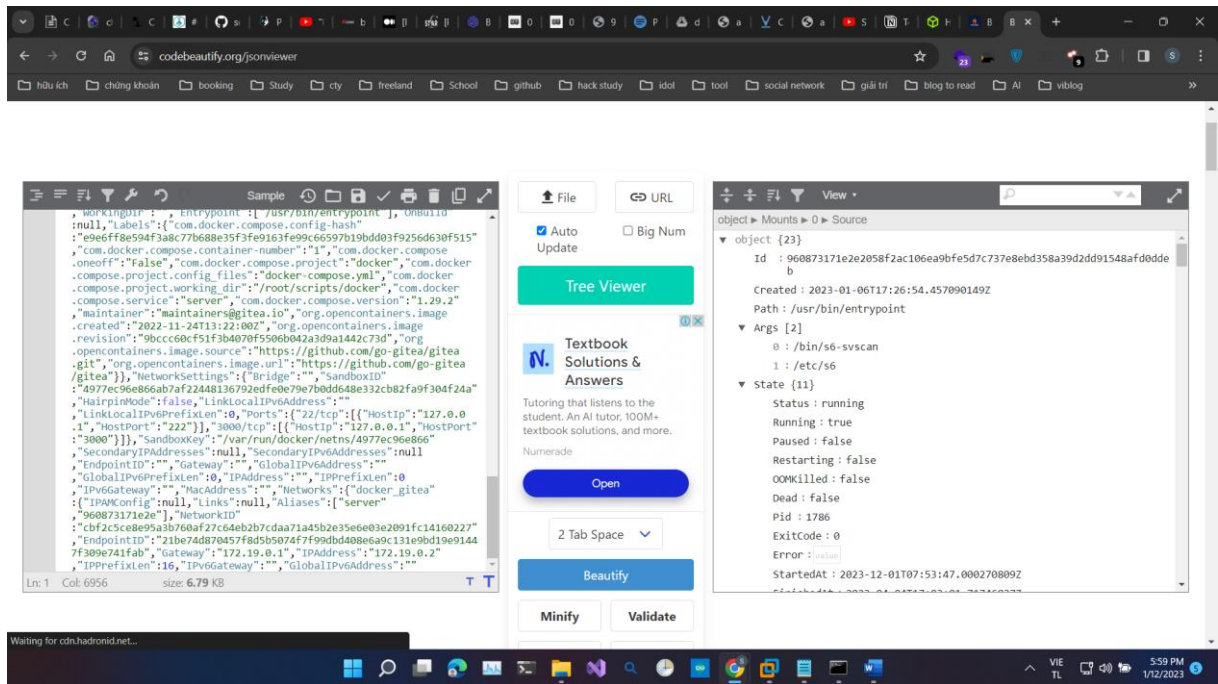 codebeautify.org/jsonviewer
23
9
S
hữu ích chứng khoán booking Study cty freeland School github hack study idol tool social network giải trí blog to read AI viblog »
Sample
,"WorkingDir":"","Entrypoint":["/usr/bin/entrypoint"],"OnBuild"
:null,"Labels":{"com.docker.compose.config-hash"
:"e9e6ff8e594f3a8c77b688e35f3fe9163fe99c66597b19bdd03f9256d630f515"
,"com.docker.compose.container-number":"1","com.docker.compose
.oneoff":"False","com.docker.compose.project":"docker","com.docker
.compose.project.config_files":"docker-compose.yml","com.docker
.compose.project.working_dir":"/root/scripts/docker","com.docker
.compose.service":"server","com.docker.compose.version":"1.29.2"
,"maintainer":"maintainers@gitea.io","org.opencontainers.image
.created":"2022-11-24T13:22:00Z","org.opencontainers.image
.revision":"9bccc60cf51f3b4070f5506b042a3d9a1442c73d","org
.opencontainers.image.source":"https://github.com/go-gitea/gitea
.git","org.opencontainers.image.url":"https://github.com/go-gitea
/gitea"}},"NetworkSettings":{"Bridge":"","SandboxID"
:"4977ec96e866ab7af22448136792edfe0e79e7b0dd648e332cb82fa9f304f24a"
,"HairpinMode":false,"LinkLocalIPv6Address":""
,"LinkLocalIPv6PrefixLen":0,"Ports":{"22/tcp":[{"HostIp":"127.0.0
.1","HostPort":"222"}],"3000/tcp":[{"HostIp":"127.0.0.1","HostPort"
:"3000"}]},"SandboxKey":"/var/run/docker/netns/4977ec96e866"
,"SecondaryIPAddresses":null,"SecondaryIPv6Addresses":null
,"EndpointID":"","Gateway":"","GlobalIPv6Address":""
,"GlobalIPv6PrefixLen":0,"IPAddress":"","IPPrefixLen":0
,"IPv6Gateway":"","MacAddress":"","Networks":{"docker_gitea"
:{"IPAMConfig":null,"Links":null,"Aliases":["server"
,"960873171e2e"],"NetworkID"
:"cbf2c5ce8e95a3b760af27c64eb2b7cdaa71a45b2e35e6e03e2091fc14160227"
,"EndpointID":"21be74d870457f8d5b5074f7f99dbd408e6a9c131e9bd19e9144
7f309e741fab","Gateway":"172.19.0.1","IPAddress":"172.19.0.2"
,"IPPrefixLen":16,"IPv6Gateway":"","GlobalIPv6Address":""
Ln: 1 Col: 6956 size: 6.79 KB
File URL
Auto Update
Big Num
Tree Viewer
Textbook
Solutions &
Answers
Tutoring that listens to the
student. An AI tutor, 100M+
textbook solutions, and more.
Numerade
Open
2 Tab Space
Beautify
Minify Validate
View
object ► Mounts ► 0 ► Source
object {23}
Id : 960873171e2e2058f2ac106ea9bfe5d7c737e8ebd358a39d2dd91548afd0dde
b
Created : 2023-01-06T17:26:54.457090149Z
Path : /usr/bin/entrypoint
Args [2]
0 : /bin/s6-svscan
1 : /etc/s6
State {11}
Status : running
Running : true
Paused : false
Restarting : false
OOMKilled : false
Dead : false
Pid : 1786
ExitCode : 0
Error : value
StartedAt : 2023-12-01T07:53:47.000270809Z
Waiting for cdn.hadronid.net...
VIE
TL
5:59 PM
1/12/2023